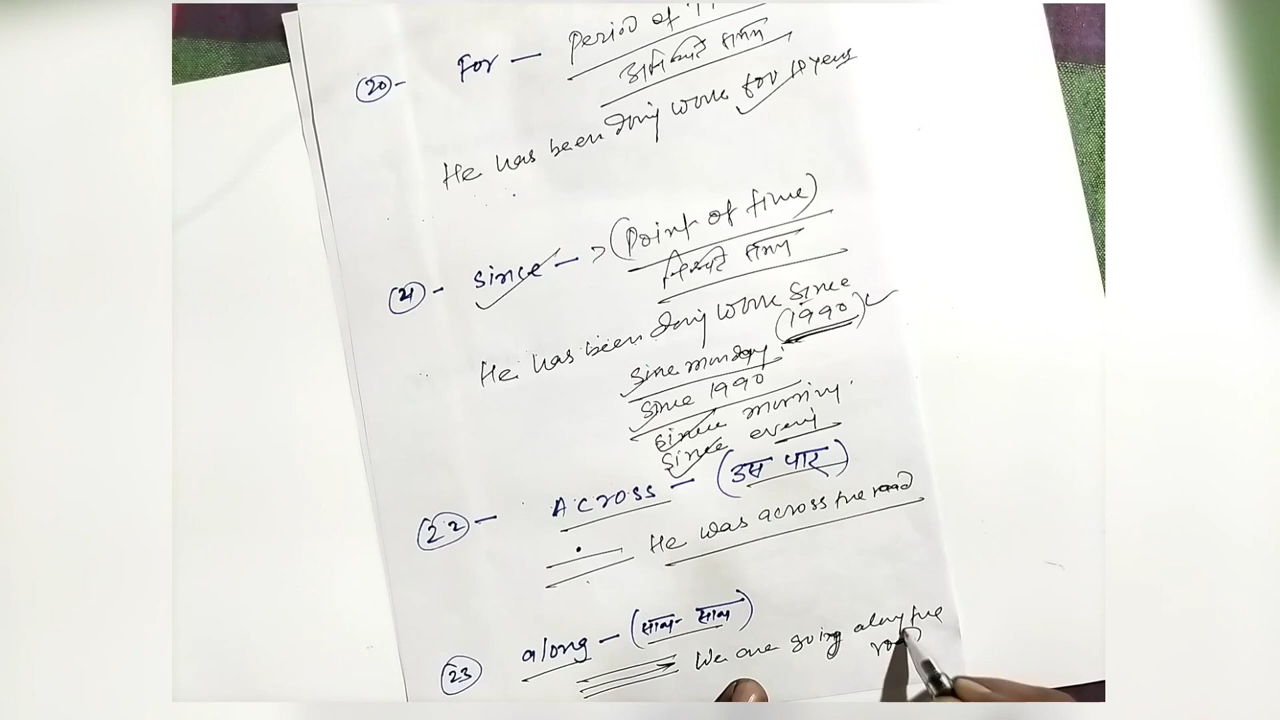 20- For — Period of
अनिश्चित समय
He has been doing work for 11 years
21- Since —> (Point of time)
निश्चित समय
He has been doing work since
(1990)
Since monday
Since 1990
Since morning.
Since
22- Across — (उस पार)
He was across the road
23 along — (साथ-साथ)
We are going along the
road